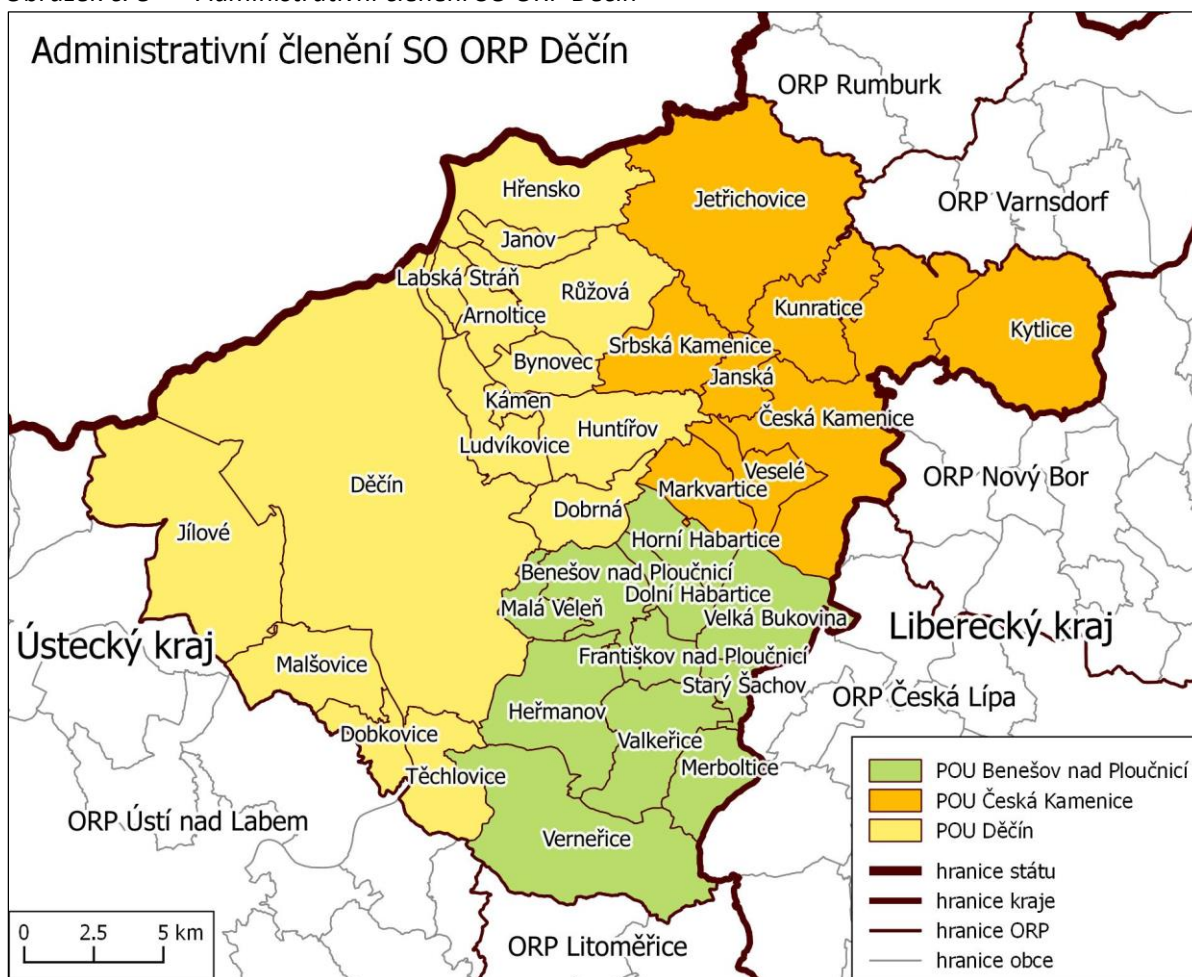 Administrativní členění SO ORP Děčín
ORP Rumburk
Hřensko
Jetřichovice
ORP Varnsdorf
Janov
Labská Stráň
Růžová
Arnoltice
Kunratice
Kytlice
Srbská Kamenice
Bynovec
Janská
Kámen
Česká Kamenice
Huntířov
Ludvíkovice
Veselé
ORP Nový Bor
Děčín
Markvartice
Dobrná
Jílové
Horní Habartice
Benešov nad Ploučnicí
Dolní Habartice
Malá Veleň
Velká Bukovina
Ústecký kraj
Liberecký kraj
Malšovice
Františkov nad Ploučnicí
Starý Šachov
ORP Česká Lípa
Heřmanov
Dobkovice
Valkeřice
Merboltice
Těchlovice
ORP Ústí nad Labem
Verneřice
ORP Litoměřice
POU Benešov nad Ploučnicí
POU Česká Kamenice
POU Děčín
hranice státu
hranice kraje
hranice ORP
hranice obce
0 2.5 5 km